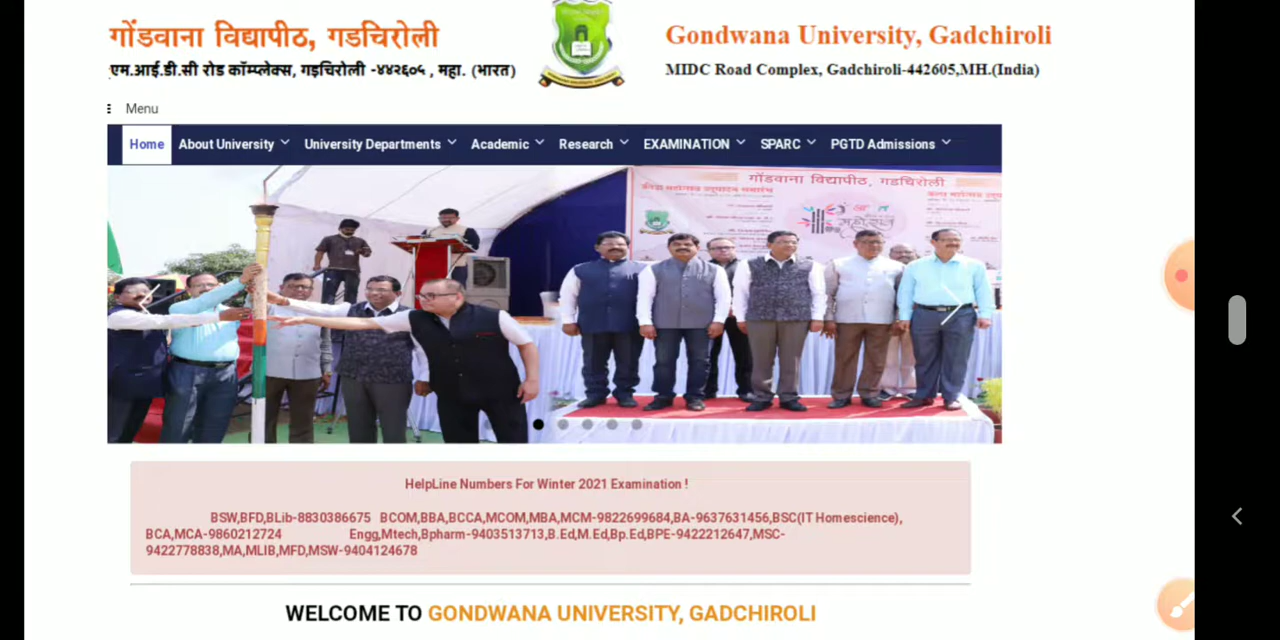 गोंडवाना विद्यापीठ, गडचिरोली
एम.आई.डी.सी रोड कॉम्प्लेक्स, गडचिरोली -४४२६०५ , महा. (भारत)
Gondwana University, Gadchiroli
MIDC Road Complex, Gadchiroli-442605,MH.(India)
Menu
Home About University University Departments Academic Research EXAMINATION SPARC PGTD Admissions
गोंडवाना विद्यापीठ, गडचिरोली
HelpLine Numbers For Winter 2021 Examination !
BSW,BFD,BLib-8830386675 BCOM,BBA,BCCA,MCOM,MBA,MCM-9822699684,BA-9637631456,BSC(IT Homescience),
BCA,MCA-9860212724 Engg,Mtech,Bpharm-9403513713,B.Ed,M.Ed,Bp.Ed,BPE-9422212647,MSC-
9422778838,MA,MLIB,MFD,MSW-9404124678
WELCOME TO GONDWANA UNIVERSITY, GADCHIROLI